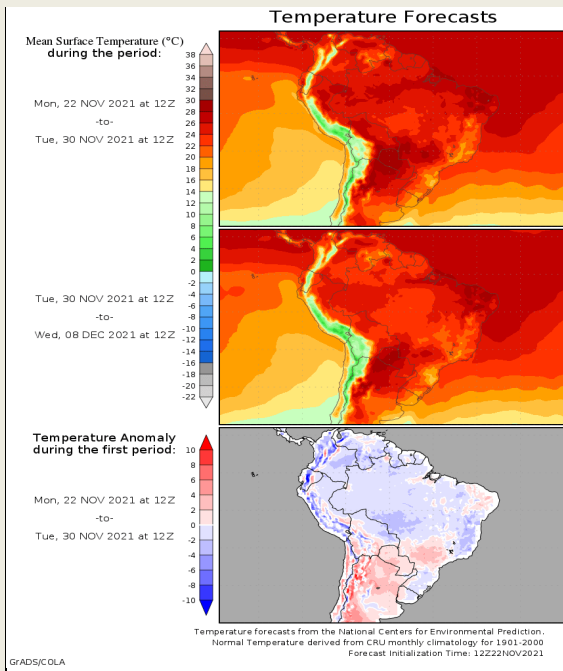 Temperature Forecasts
Mean Surface Temperature (°C)
during the period:
38
36
34
32
30
28
26
24
22
20
18
16
14
12
10
8
6
4
2
0
-2
-4
-6
-8
-10
-12
-14
-16
-18
-20
-22
Mon, 22 NOV 2021 at 12Z
-to-
Tue, 30 NOV 2021 at 12Z
Tue, 30 NOV 2021 at 12Z
-to-
Wed, 08 DEC 2021 at 12Z
Temperature Anomaly
during the first period:
10
8
6
4
2
0
-2
-4
-6
-8
-10
Mon, 22 NOV 2021 at 12Z
-to-
Tue, 30 NOV 2021 at 12Z
Temperature forecasts from the National Centers for Environmental Prediction.
Normal Temperature derived from CRU monthly climatology for 1901-2000
Forecast Initialization Time: 12Z22NOV2021
GrADS/COLA